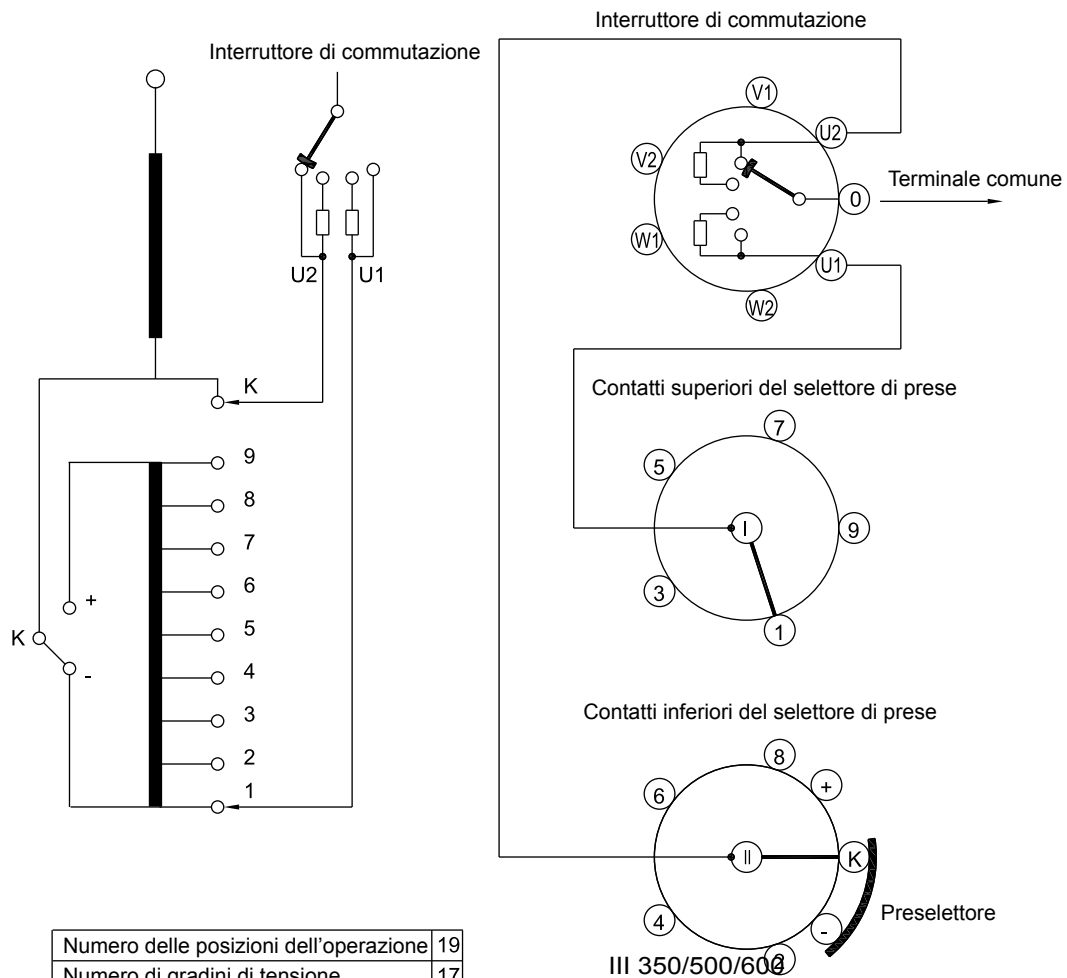 Interruttore di commutazione
Interruttore di commutazione
U2
U1
K
9
8
7
6
5
4
3
2
1
+
K
-
V1
U2
V2
0
Terminale comune
W1
U1
W2
Contatti superiori del selettore di prese
7
5
I
9
3
1
Contatti inferiori del selettore di prese
8
+
6
II
K
4
-
Preselettore
2
III 350/500/600
Numero delle posizioni dell'operazione 19
Numero di gradini di tensione 17